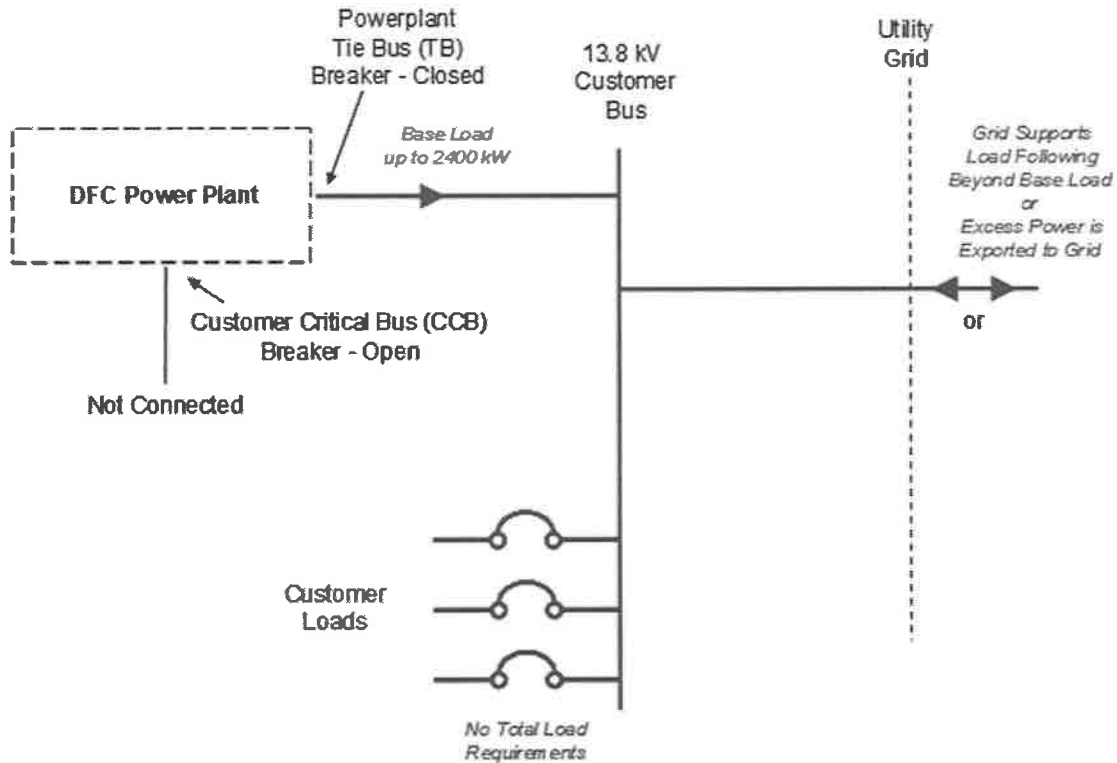 Powerplant
Tie Bus (TB)
Breaker - Closed
13.8 kV
Customer
Bus
Utility
Grid
Base Load
up to 2400 kW
Grid Supports
Load Following
Beyond Base Load
or
Excess Power is
Exported to Grid
DFC Power Plant
or
Customer Critical Bus (CCB)
Breaker - Open
Not Connected
Customer
Loads
No Total Load
Requirements